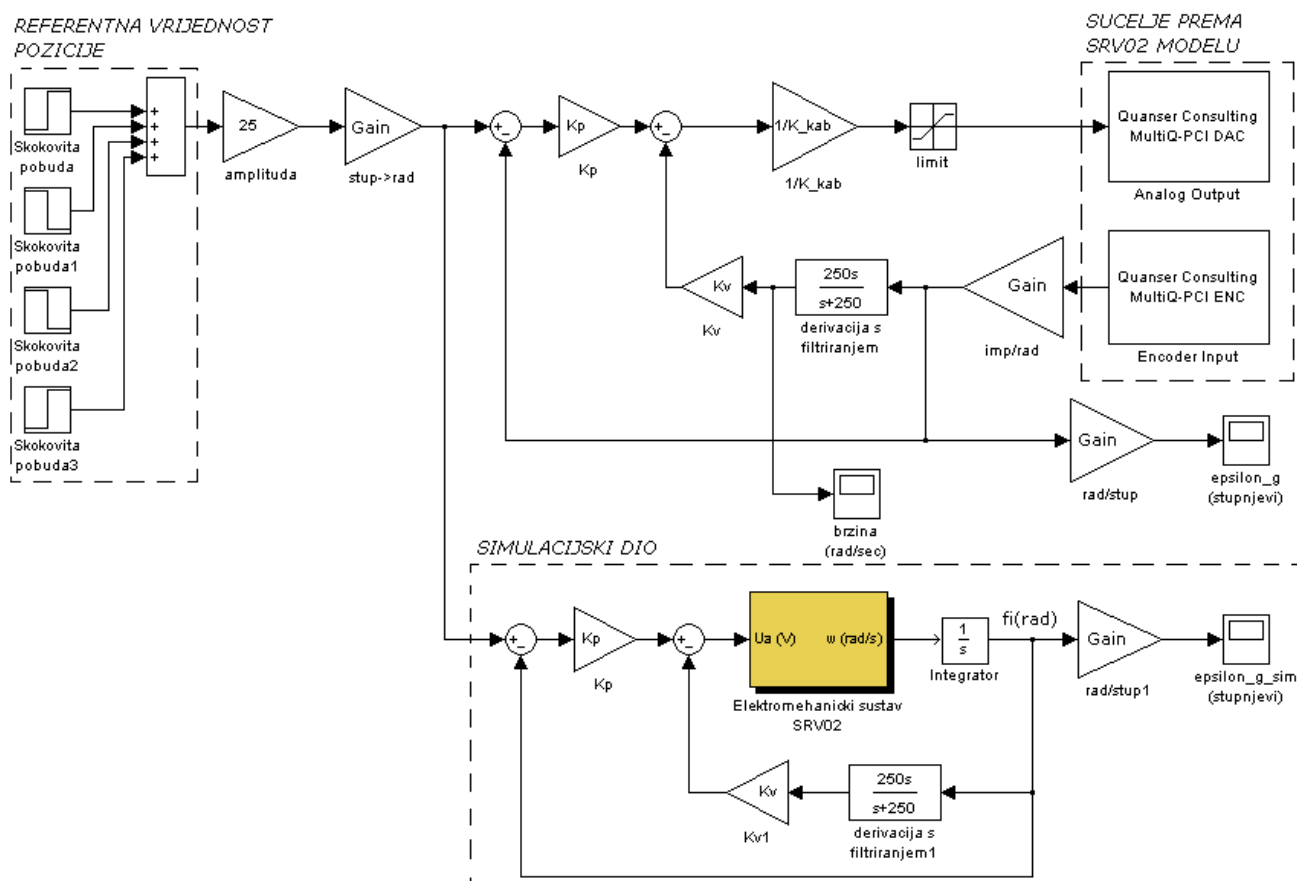 REFERENTNA VRIJEDNOST
POZICIJE
Skokovita
pobuda
Skokovita
pobuda1
Skokovita
pobuda2
Skokovita
pobuda3
+
+
+
+
25
amplituda
Gain
stup->rad
+
−
Kp
Kp
+
−
1/K_kab
1/K_kab
limit
SUCELJE PREMA
SRV02 MODELU
Quanser Consulting
MultiQ-PCI DAC
Analog Output
Quanser Consulting
MultiQ-PCI ENC
Encoder Input
Gain
imp/rad
250s
s+250
derivacija s
filtriranjem
Kv
Kv
Gain
rad/stup
epsilon_g
(stupnjevi)
brzina
(rad/sec)
SIMULACIJSKI DIO
+
−
Kp
Kp
+
−
Ua (V)
w (rad/s)
Elektromehanicki sustav
SRV02
1
s
Integrator
fi(rad)
Gain
rad/stup1
epsilon_g_sim
(stupnjevi)
Kv
Kv1
250s
s+250
derivacija s
filtriranjem1